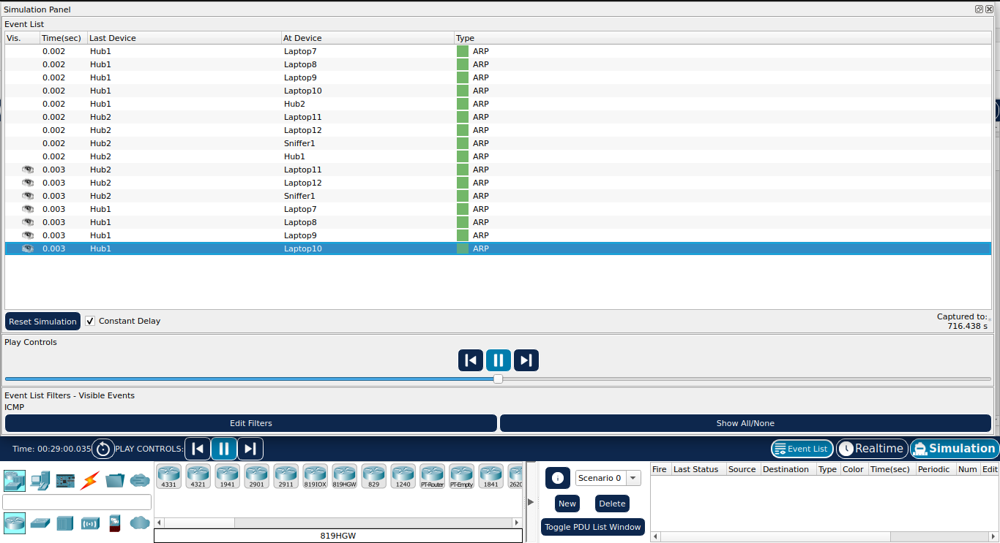 Simulation Panel
Event List
Vis. Time(sec) Last Device At Device Type
0.002 Hub1 Laptop7 ARP
0.002 Hub1 Laptop8 ARP
0.002 Hub1 Laptop9 ARP
0.002 Hub1 Laptop10 ARP
0.002 Hub1 Hub2 ARP
0.002 Hub2 Laptop11 ARP
0.002 Hub2 Laptop12 ARP
0.002 Hub2 Sniffer1 ARP
0.002 Hub2 Hub1 ARP
0.003 Hub2 Laptop11 ARP
0.003 Hub2 Laptop12 ARP
0.003 Hub2 Sniffer1 ARP
0.003 Hub1 Laptop7 ARP
0.003 Hub1 Laptop8 ARP
0.003 Hub1 Laptop9 ARP
0.003 Hub1 Laptop10 ARP
Reset Simulation Constant Delay Captured to:
716.438 s
Play Controls
Event List Filters - Visible Events
ICMP
Edit Filters Show All/None
Time: 00:29:00.035 PLAY CONTROLS: Event List Realtime Simulation
4331 4321 1941 2901 2911 819IOX 819HGW 829 1240 PT-Router PT-Empty 1841 2620
819HGW
Scenario 0
New Delete
Toggle PDU List Window
Fire Last Status Source Destination Type Color Time(sec) Periodic Num Edit